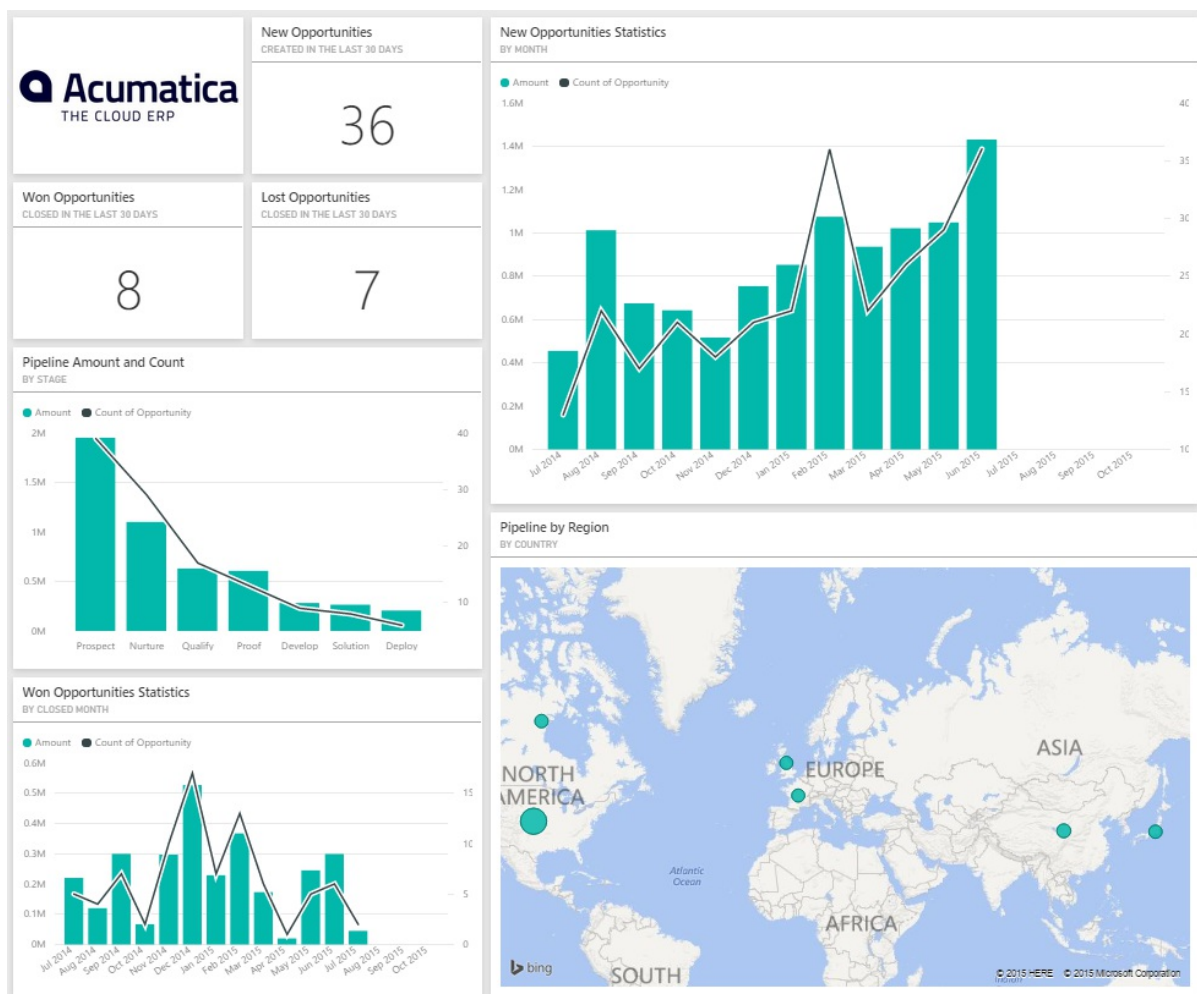 Acumatica
THE CLOUD ERP
New Opportunities
CREATED IN THE LAST 30 DAYS
36
Won Opportunities
CLOSED IN THE LAST 30 DAYS
8
Lost Opportunities
CLOSED IN THE LAST 30 DAYS
7
New Opportunities Statistics
BY MONTH
Amount Count of Opportunity
1.6M
1.4M
1.2M
1M
0.8M
0.6M
0.4M
0.2M
0M
35
25
Jul 2014 Aug 2014 Sep 2014 Oct 2014 Nov 2014 Dec 2014 Jan 2015 Feb 2015 Mar 2015 Apr 2015 May 2015 Jun 2015 Jul 2015 Aug 2015 Sep 2015 Oct 2015
Pipeline Amount and Count
BY STAGE
Amount Count of Opportunity
2M 40
1.5M 30
1M 20
0.5M 10
0M
Prospect Nurture Qualify Proof Develop Solution Deploy
Won Opportunities Statistics
BY CLOSED MONTH
Amount Count of Opportunity
0.6M
0.5M 15
0.4M
0.3M
0.2M 5
0.1M
0M 0
Jul 2014 Aug 2014 Sep 2014 Oct 2014 Nov 2014 Dec 2014 Jan 2015 Feb 2015 Mar 2015 Apr 2015 May 2015 Jun 2015 Jul 2015 Aug 2015 Sep 2015 Oct 2015
Pipeline by Region
BY COUNTRY
ASIA
EUROPE
NORTH
AMERICA
Atlantic
Ocean
AFRICA
SOUTH
bing
© 2015 HERE © 2015 Microsoft Corporation